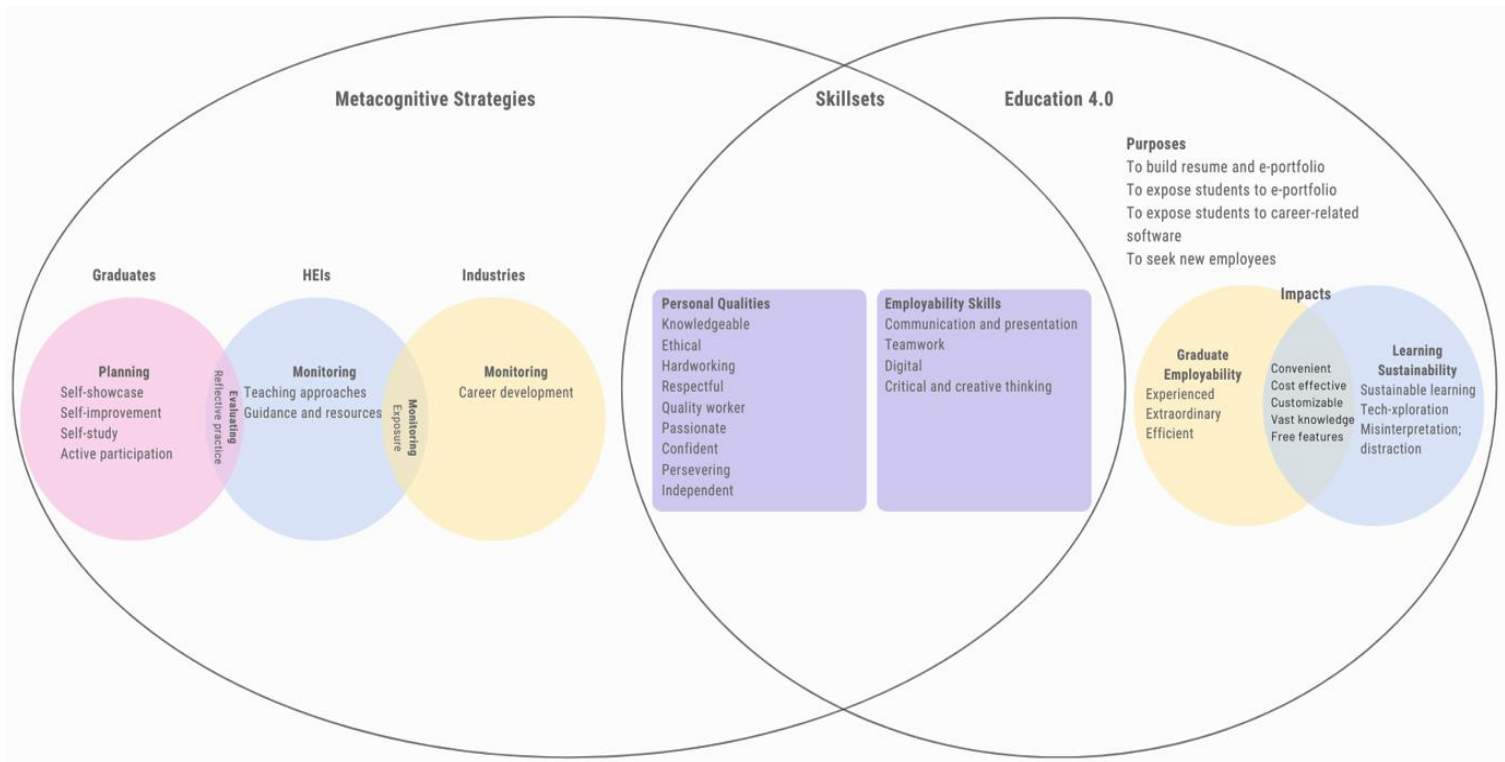 Metacognitive Strategies
Skillsets
Education 4.0
Graduates
HEIs
Industries
Planning
Self-showcase
Self-improvement
Self-study
Active participation
Evaluating
Reflective practice
Monitoring
Teaching approaches
Guidance and resources
Monitoring
Exposure
Monitoring
Career development
Personal Qualities
Knowledgeable
Ethical
Hardworking
Respectful
Quality worker
Passionate
Confident
Persevering
Independent
Employability Skills
Communication and presentation
Teamwork
Digital
Critical and creative thinking
Purposes
To build resume and e-portfolio
To expose students to e-portfolio
To expose students to career-related
software
To seek new employees
Impacts
Graduate
Employability
Experienced
Extraordinary
Efficient
Convenient
Cost effective
Customizable
Vast knowledge
Free features
Learning
Sustainability
Sustainable learning
Tech-xploration
Misinterpretation;
distraction